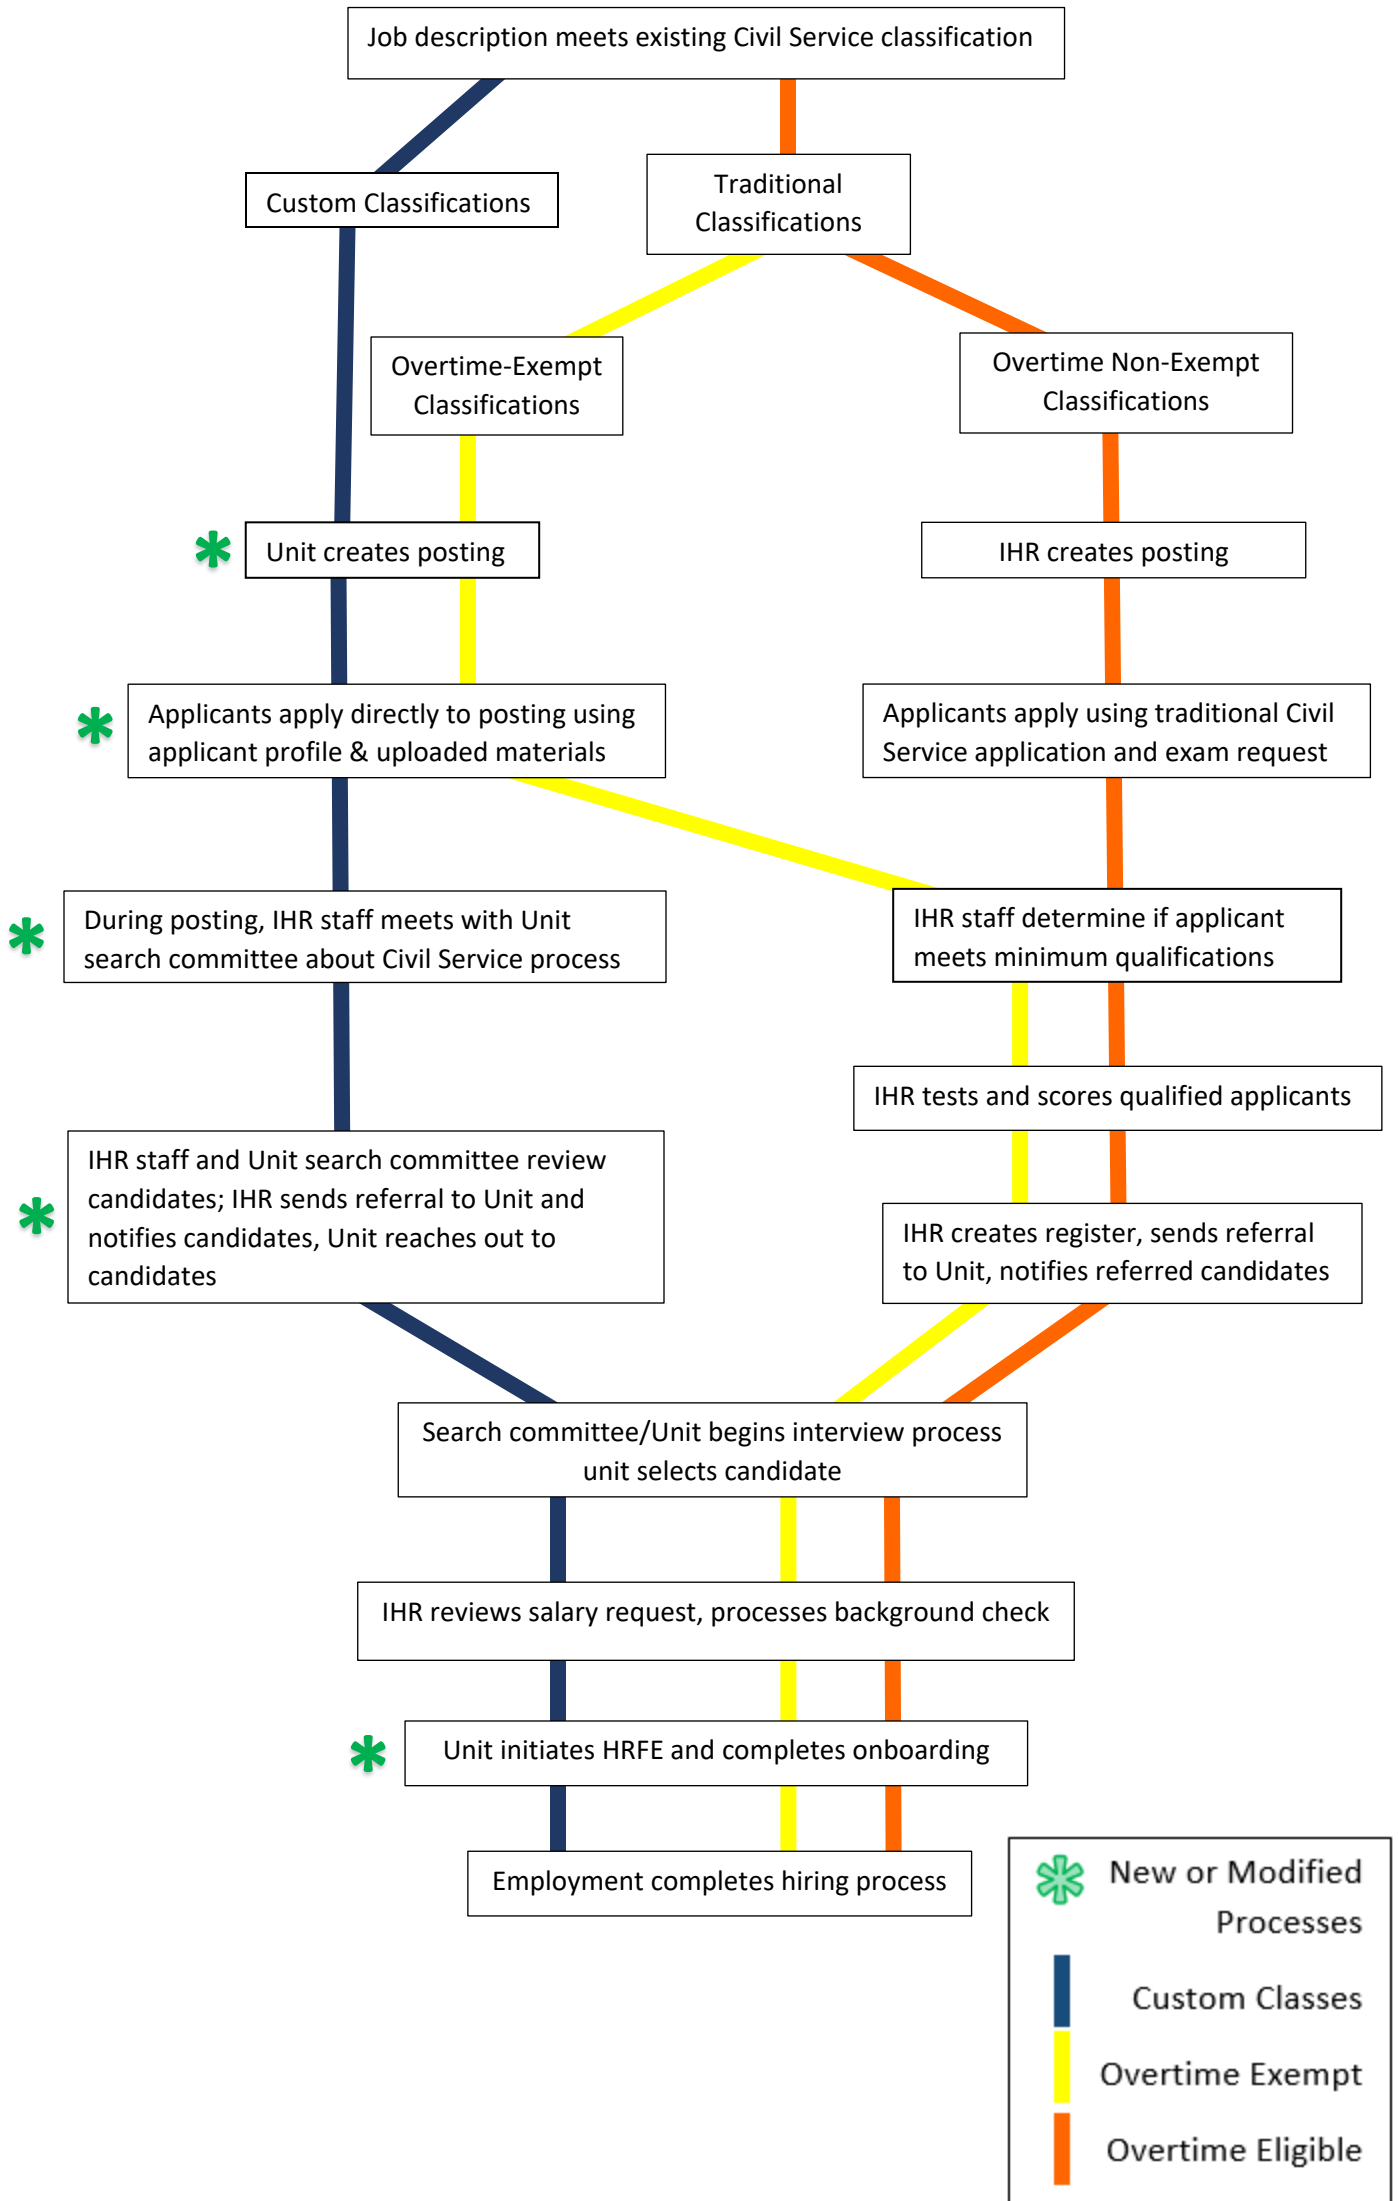 Job description meets existing Civil Service classification
Custom Classifications
Traditional
Classifications
Overtime-Exempt
Classifications
Overtime Non-Exempt
Classifications
Unit creates posting
IHR creates posting
Applicants apply directly to posting using
applicant profile & uploaded materials
Applicants apply using traditional Civil
Service application and exam request
During posting, IHR staff meets with Unit
search committee about Civil Service process
IHR staff determine if applicant
meets minimum qualifications
IHR tests and scores qualified applicants
IHR staff and Unit search committee review
candidates; IHR sends referral to Unit and
notifies candidates, Unit reaches out to
candidates
IHR creates register, sends referral
to Unit, notifies referred candidates
Search committee/Unit begins interview process
unit selects candidate
IHR reviews salary request, processes background check
Unit initiates HRFE and completes onboarding
Employment completes hiring process
New or Modified
Processes
Custom Classes
Overtime Exempt
Overtime Eligible